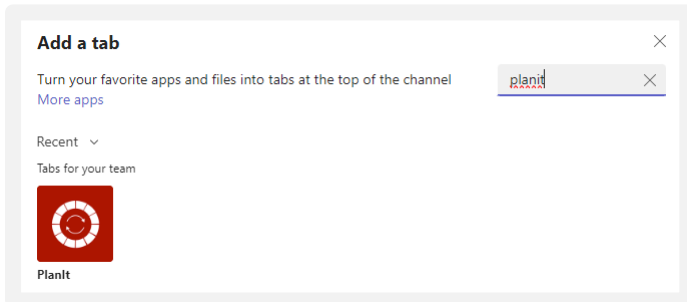 Add a tab
Turn your favorite apps and files into tabs at the top of the channel
planit
More apps
Recent
Tabs for your team
PlanIt